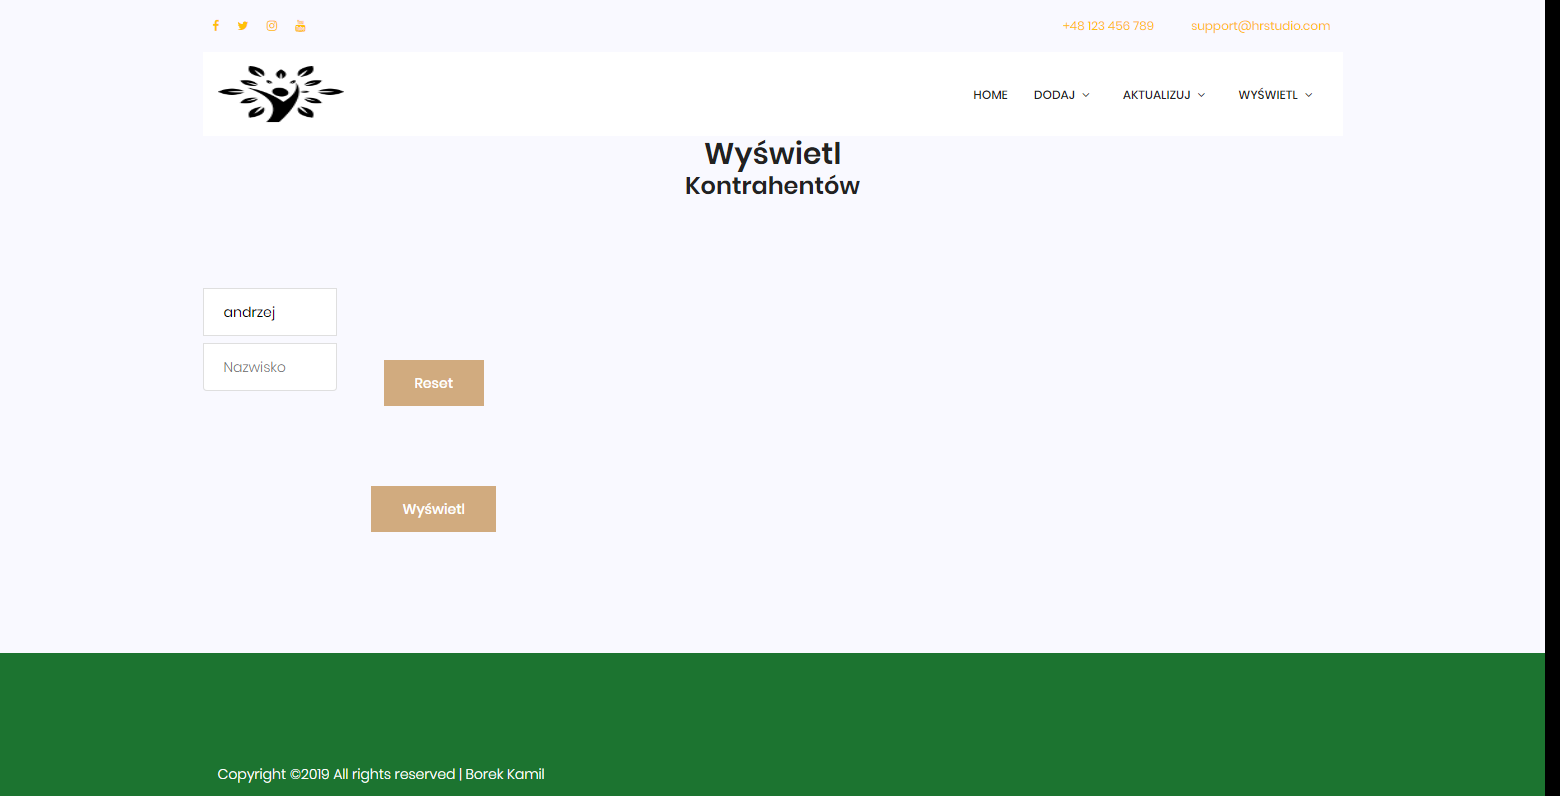 +48 123 456 789 support@hrstudio.com
HOME DODAJ AKTUALIZUJ WYŚWIETL
Wyświetl
Kontrahentów
andrzej
Nazwisko
Reset
Wyświetl
Copyright ©2019 All rights reserved | Borek Kamil